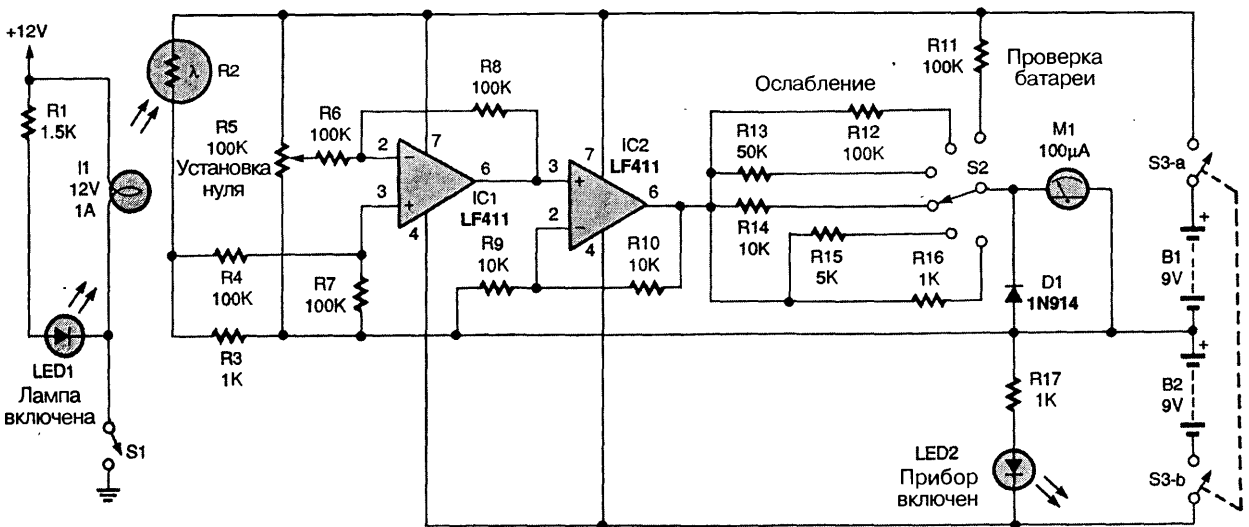 +12V
R1
1.5K
I1
12V
1A
LED1
Лампа
включена
S1
λ
R2
R5
100K
Установка
нуля
R6
100K
R8
100K
2
−
3
+
7
6
4
IC1
LF411
R4
100K
R7
100K
R3
1K
IC2
LF411
3
+
2
−
7
6
4
R9
10K
R10
10K
Ослабление
R13
50K
R12
100K
R14
10K
R15
5K
R16
1K
R11
100K
Проверка
батареи
S2
M1
100µA
D1
1N914
R17
1K
LED2
Прибор
включен
S3-a
+
B1
9V
+
B2
9V
S3-b